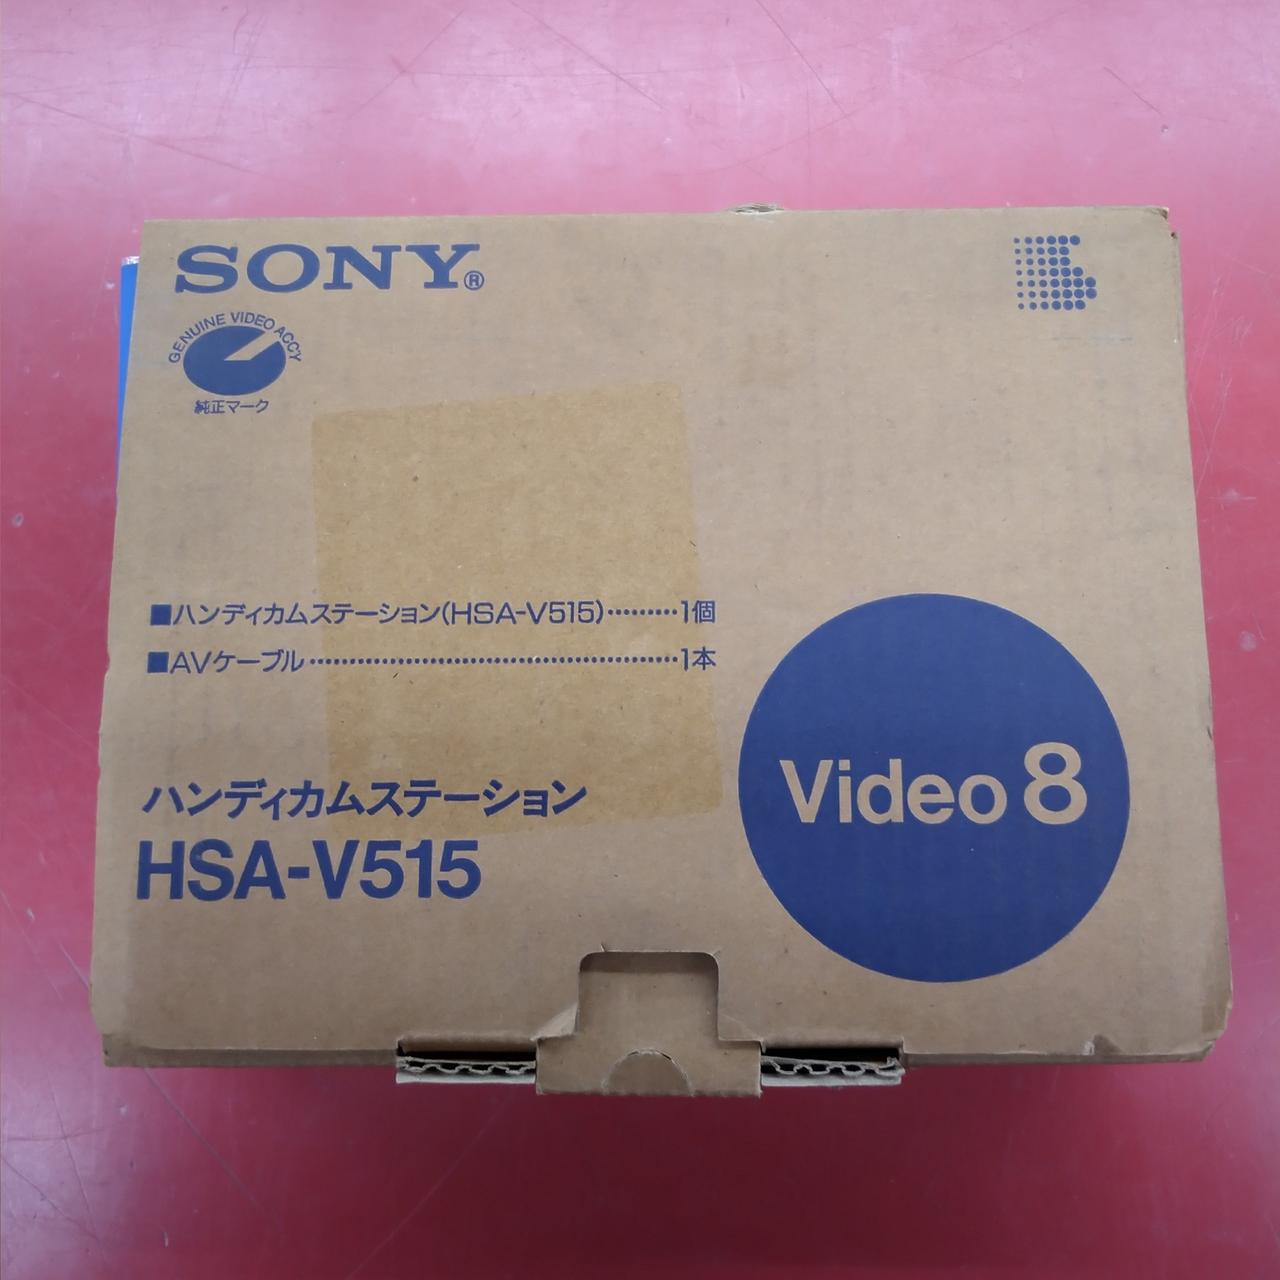 SONY®
GENUINE VIDEO ACC'Y
純正マーク
■ハンディカムステーション(HSA-V515)………1個
■AVケーブル………………………………………1本
Video 8
ハンディカムステーション
HSA-V515